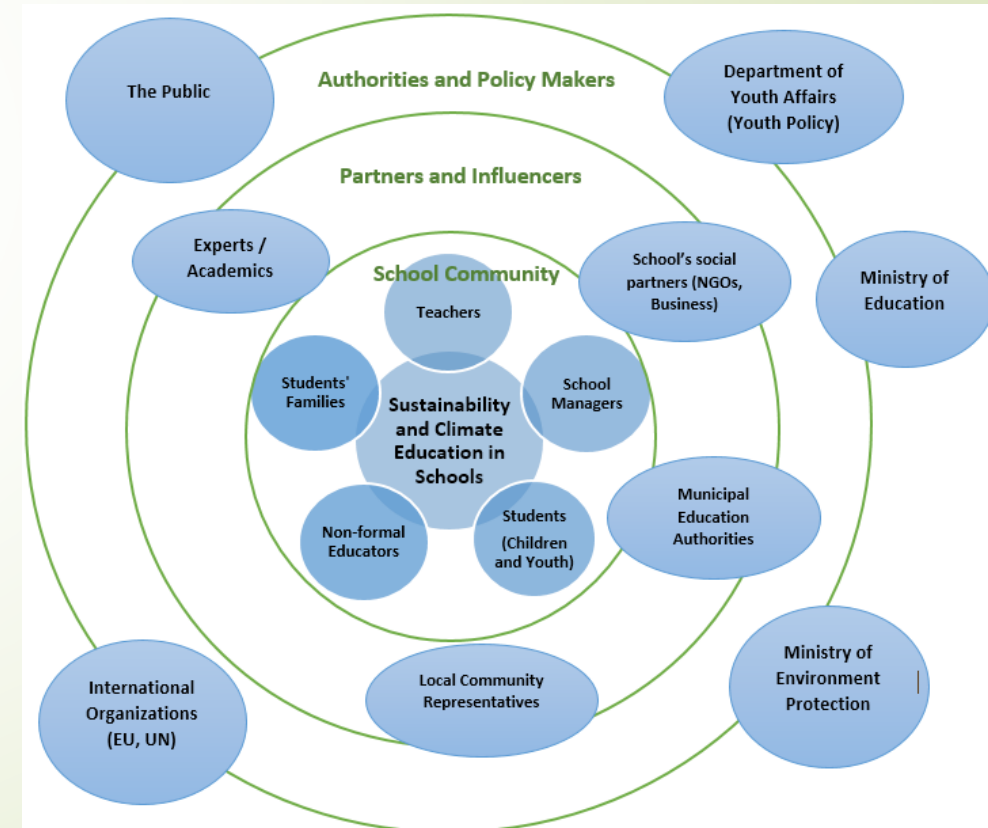 The Public
Authorities and Policy Makers
Department of
Youth Affairs
(Youth Policy)
Partners and Influencers
Experts /
Academics
School Community
School’s social
partners (NGOs,
Business)
Ministry of
Education
Teachers
Students'
Families
School
Managers
Sustainability
and Climate
Education in
Schools
Non-formal
Educators
Students
(Children
and Youth)
Municipal
Education
Authorities
International
Organizations
(EU, UN)
Local Community
Representatives
Ministry of
Environment
Protection